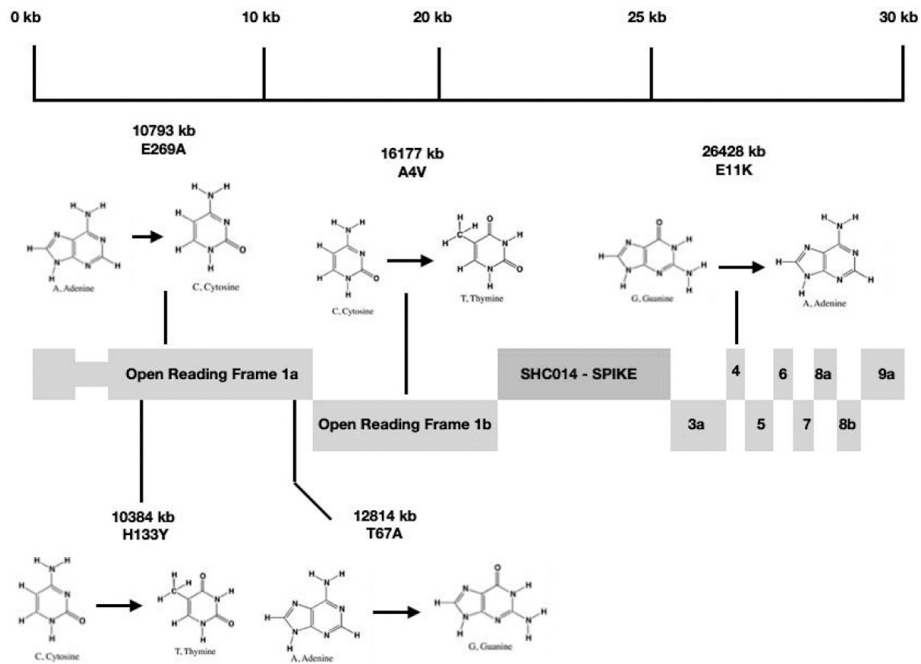 0 kb 10 kb 20 kb 25 kb 30 kb
10793 kb
E269A
16177 kb
A4V
26428 kb
E11K
H H
N
N
N
N
N
H
H
H
A, Adenine
H H
N
H
H
N
N
O
H
C, Cytosine
H H
N
H
H
N
N
O
H
C, Cytosine
H
H C H
O
N H
H
N
O
H
T, Thymine
O
N
N H
H
N
N
N H
H
H
G, Guanine
H H
N
N
N
H
N
N
H
H
A, Adenine
Open Reading Frame 1a
SHC014 - SPIKE
4
6
8a
9a
Open Reading Frame 1b
3a
5
7
8b
10384 kb
H133Y
12814 kb
T67A
H H
N
H
H
N
N
O
H
C, Cytosine
H
H C H
O
N H
H
N
O
H
T, Thymine
H H
N
N
N
H
N
N
H
H
A, Adenine
O
N
N H
H
N
N
N H
H
H
G, Guanine